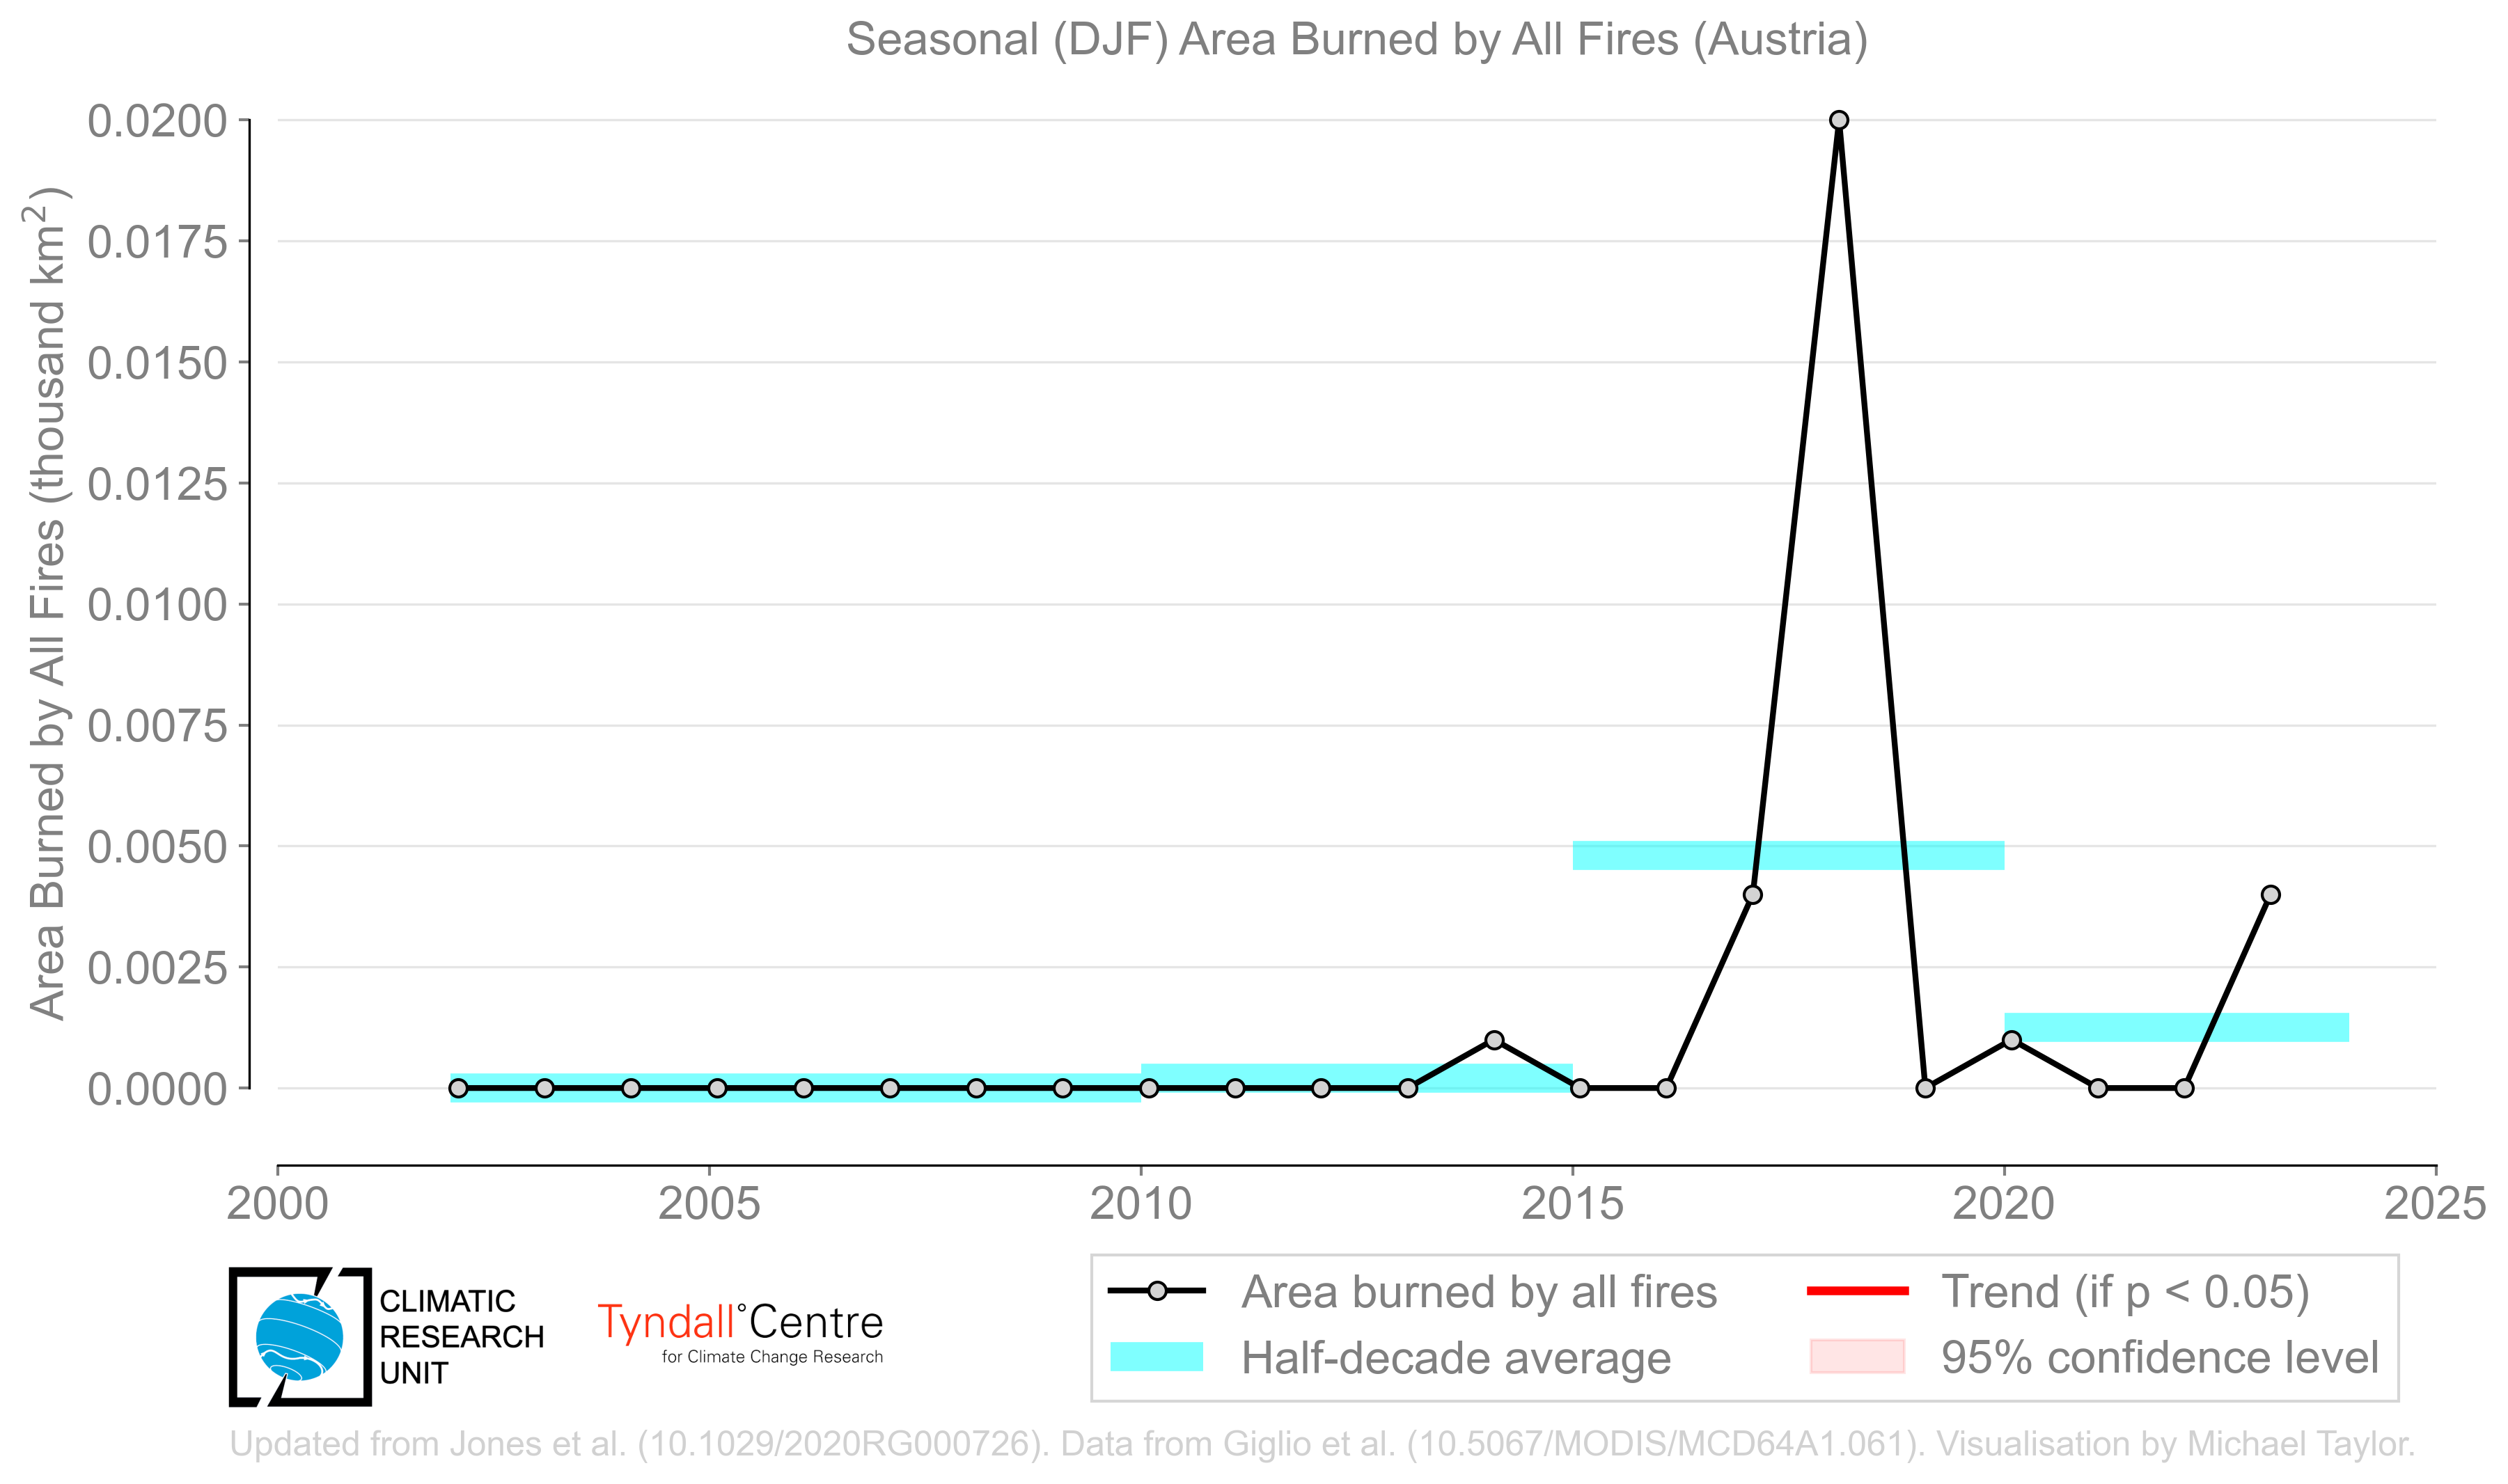 Seasonal (DJF) Area Burned by All Fires (Austria)
Area Burned by All Fires (thousand km²)
0.0200
0.0175
0.0150
0.0125
0.0100
0.0075
0.0050
0.0025
0.0000
2000 2005 2010 2015 2020 2025
CLIMATIC
RESEARCH
UNIT
Tyndall°Centre
for Climate Change Research
Area burned by all fires
Half-decade average
Trend (if p < 0.05)
95% confidence level
Updated from Jones et al. (10.1029/2020RG000726). Data from Giglio et al. (10.5067/MODIS/MCD64A1.061). Visualisation by Michael Taylor.